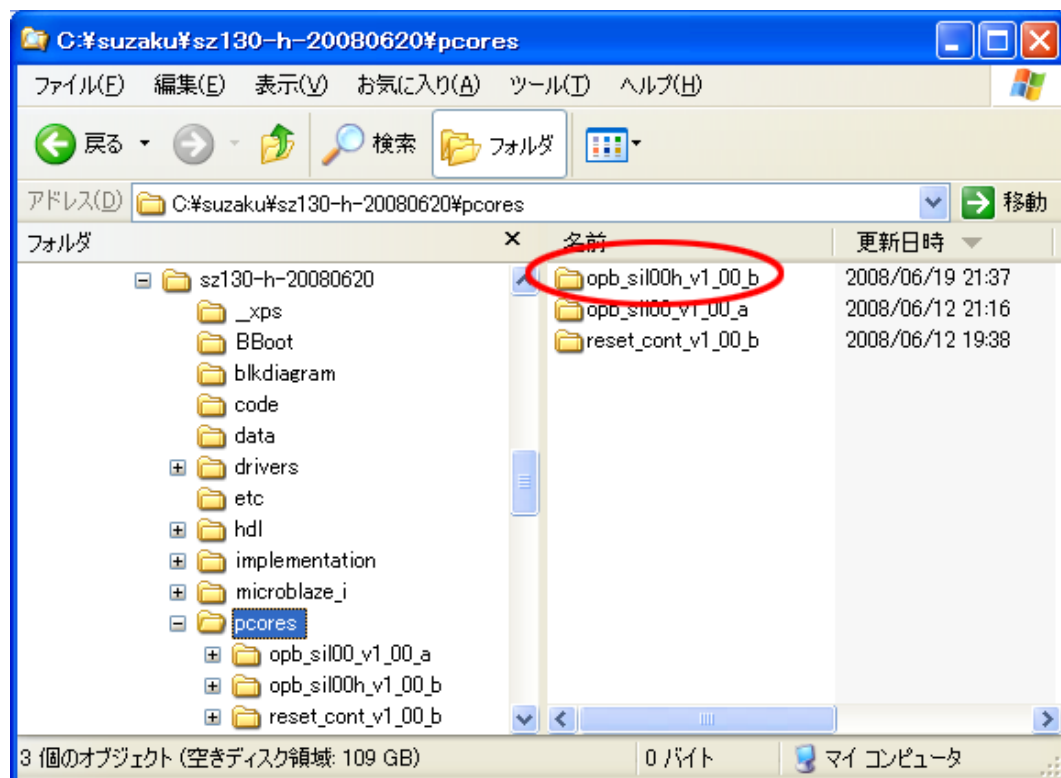 C:¥suzaku¥sz130-h-20080620¥pcores
ファイル(F) 編集(E) 表示(V) お気に入り(A) ツール(T) ヘルプ(H)
戻る 検索 フォルダ
アドレス(D) C:¥suzaku¥sz130-h-20080620¥pcores 移動
フォルダ × 名前 更新日時
sz130-h-20080620
_xps
BBoot
blkdiagram
code
data
drivers
etc
hdl
implementation
microblaze_i
pcores
opb_sil00_v1_00_a
opb_sil00h_v1_00_b
reset_cont_v1_00_b
opb_sil00h_v1_00_b 2008/06/19 21:37
opb_sil00_v1_00_a 2008/06/12 21:16
reset_cont_v1_00_b 2008/06/12 19:38
3 個のオブジェクト (空きディスク領域: 109 GB) 0 バイト マイ コンピュータ